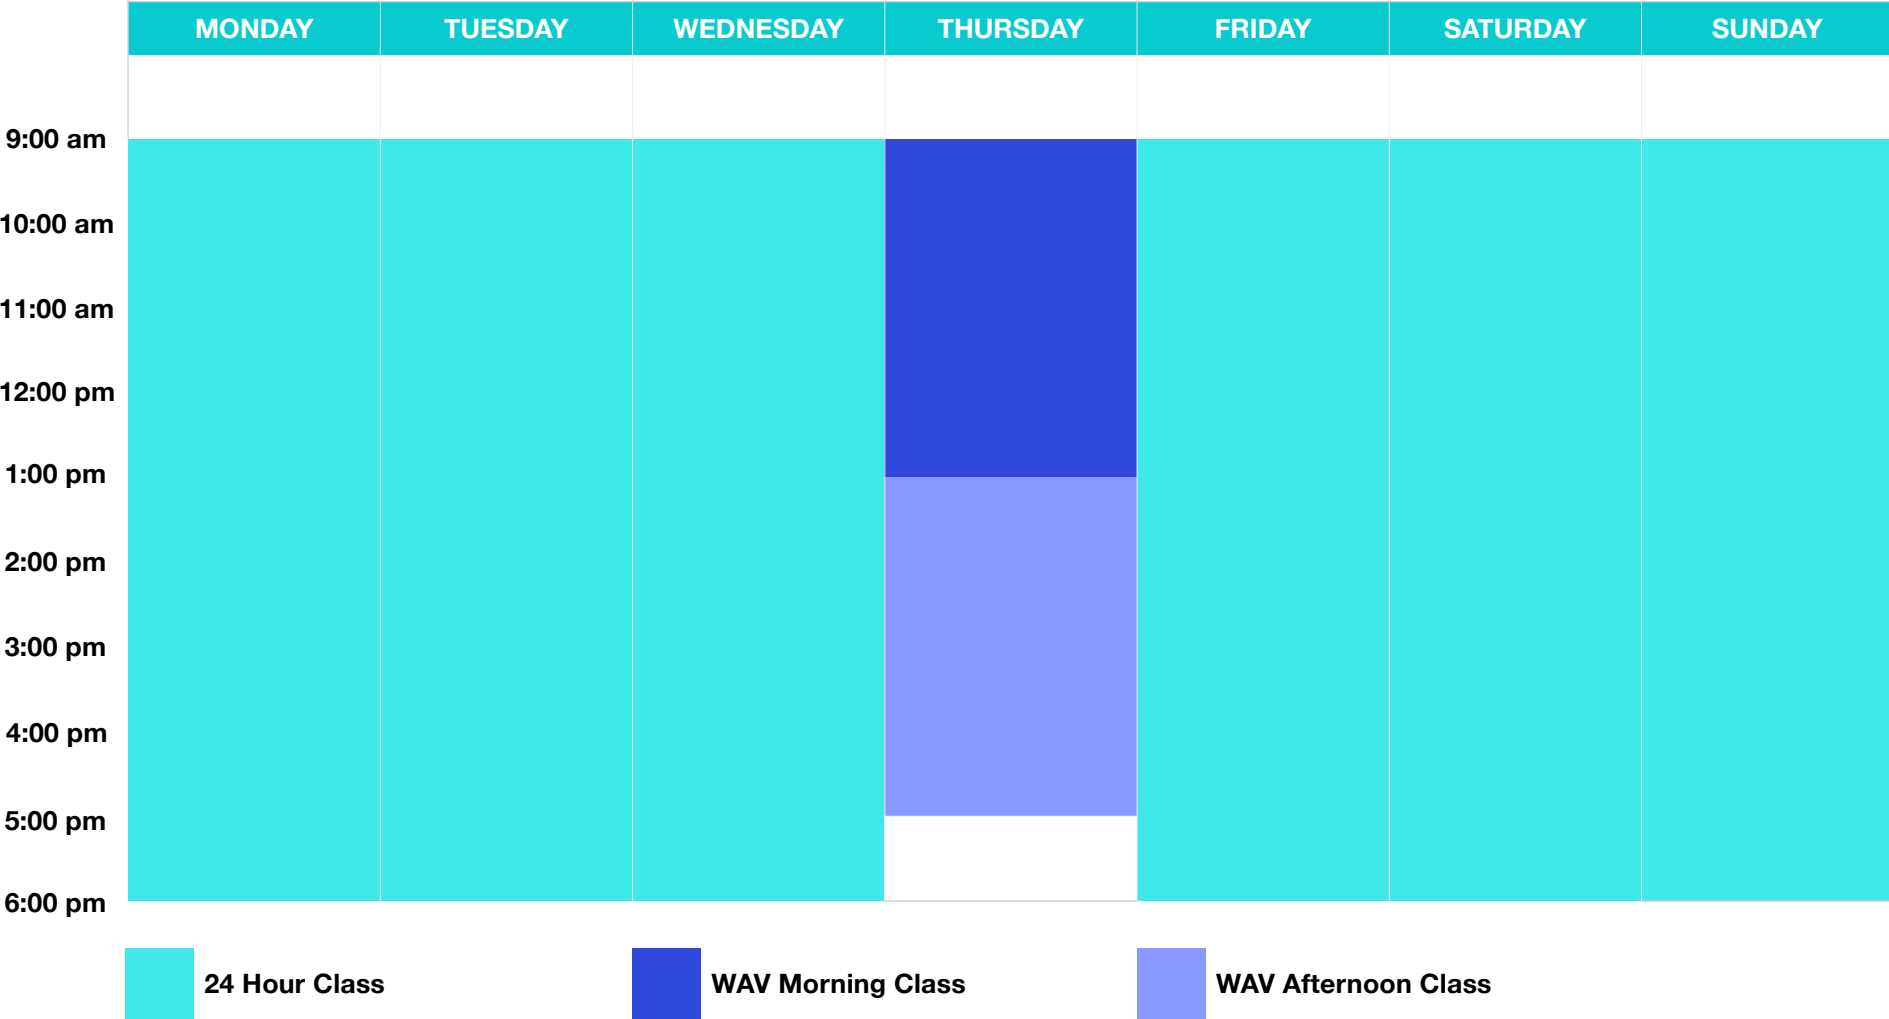 MONDAY TUESDAY WEDNESDAY THURSDAY FRIDAY SATURDAY SUNDAY
9:00 am
10:00 am
11:00 am
12:00 pm
1:00 pm
2:00 pm
3:00 pm
4:00 pm
5:00 pm
6:00 pm
24 Hour Class WAV Morning Class WAV Afternoon Class